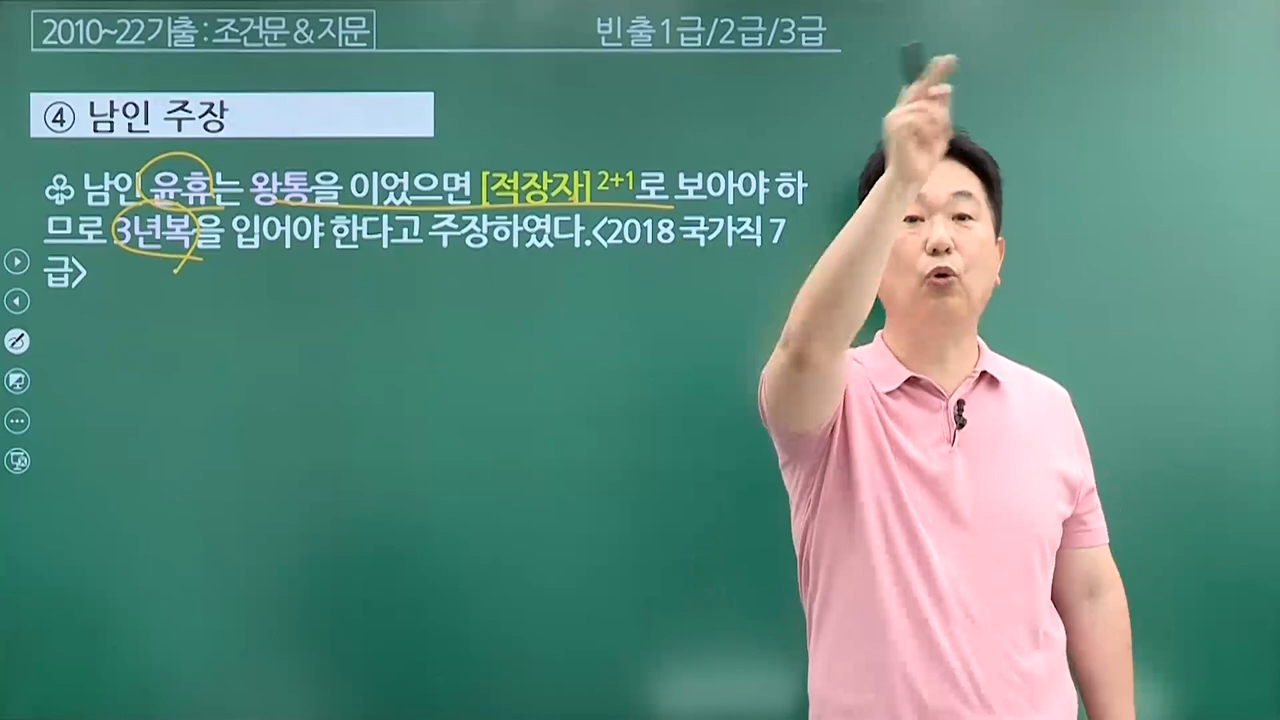 2010~22기출 : 조건문 & 지문
빈출1급/2급/3급
④ 남인 주장
♧ 남인 윤휴는 왕통을 이었으면 [적장자] 2+1로 보아야 하
므로 3년복을 입어야 한다고 주장하였다.<2018 국가직 7
급>